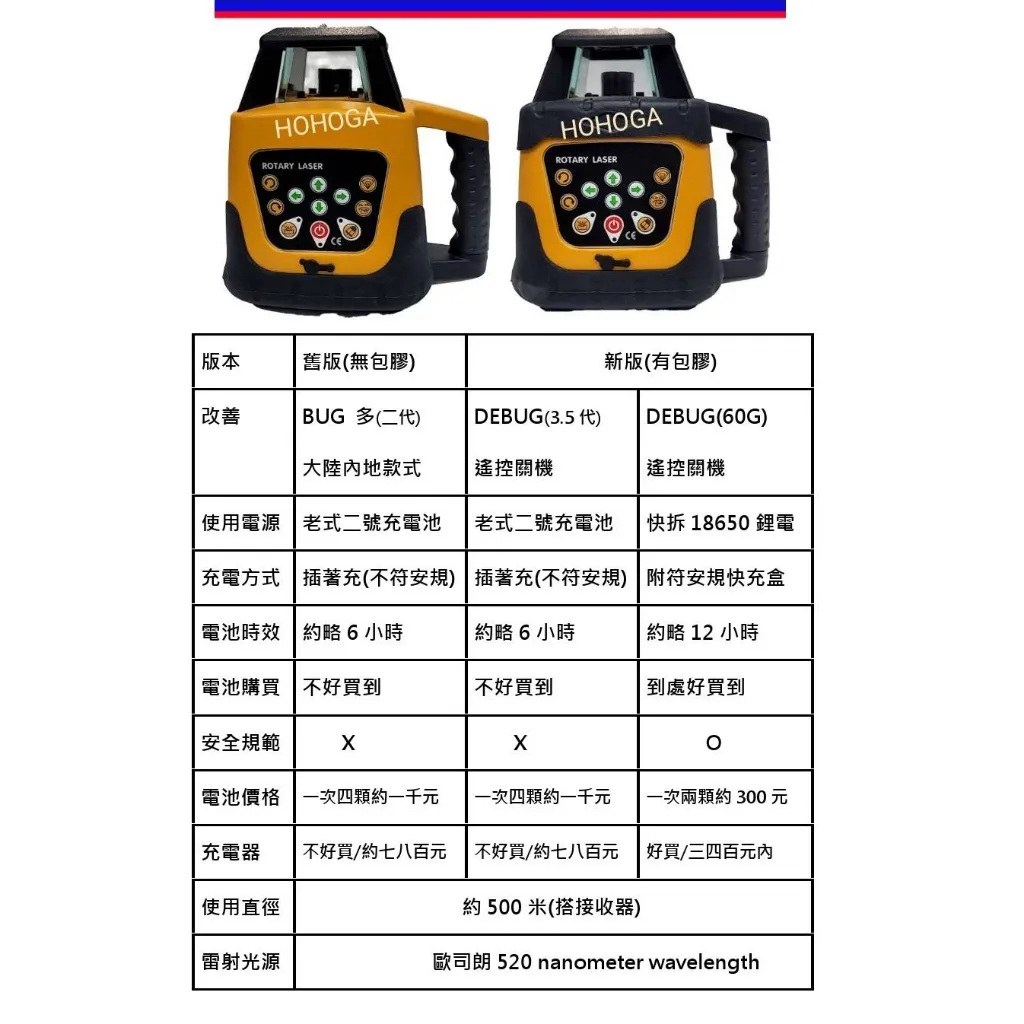 HOHOGA
ROTARY LASER
CE
HOHOGA
ROTARY LASER
CE
版本 舊版(無包膠) 新版(有包膠)
改善 BUG 多(二代) DEBUG(3.5代) DEBUG(60G)
大陸內地款式 遙控關機 遙控關機
使用電源 老式二號充電池 老式二號充電池 快拆 18650 鋰電
充電方式 插著充(不符安規) 插著充(不符安規) 附符安規快充盒
電池時效 約略 6 小時 約略 6 小時 約略 12 小時
電池購買 不好買到 不好買到 到處好買到
安全規範 X X O
電池價格 一次四顆約一千元 一次四顆約一千元 一次兩顆約 300 元
充電器 不好買/約七八百元 不好買/約七八百元 好買/三四百元內
使用直徑 約 500 米(搭接收器)
雷射光源 歐司朗 520 nanometer wavelength